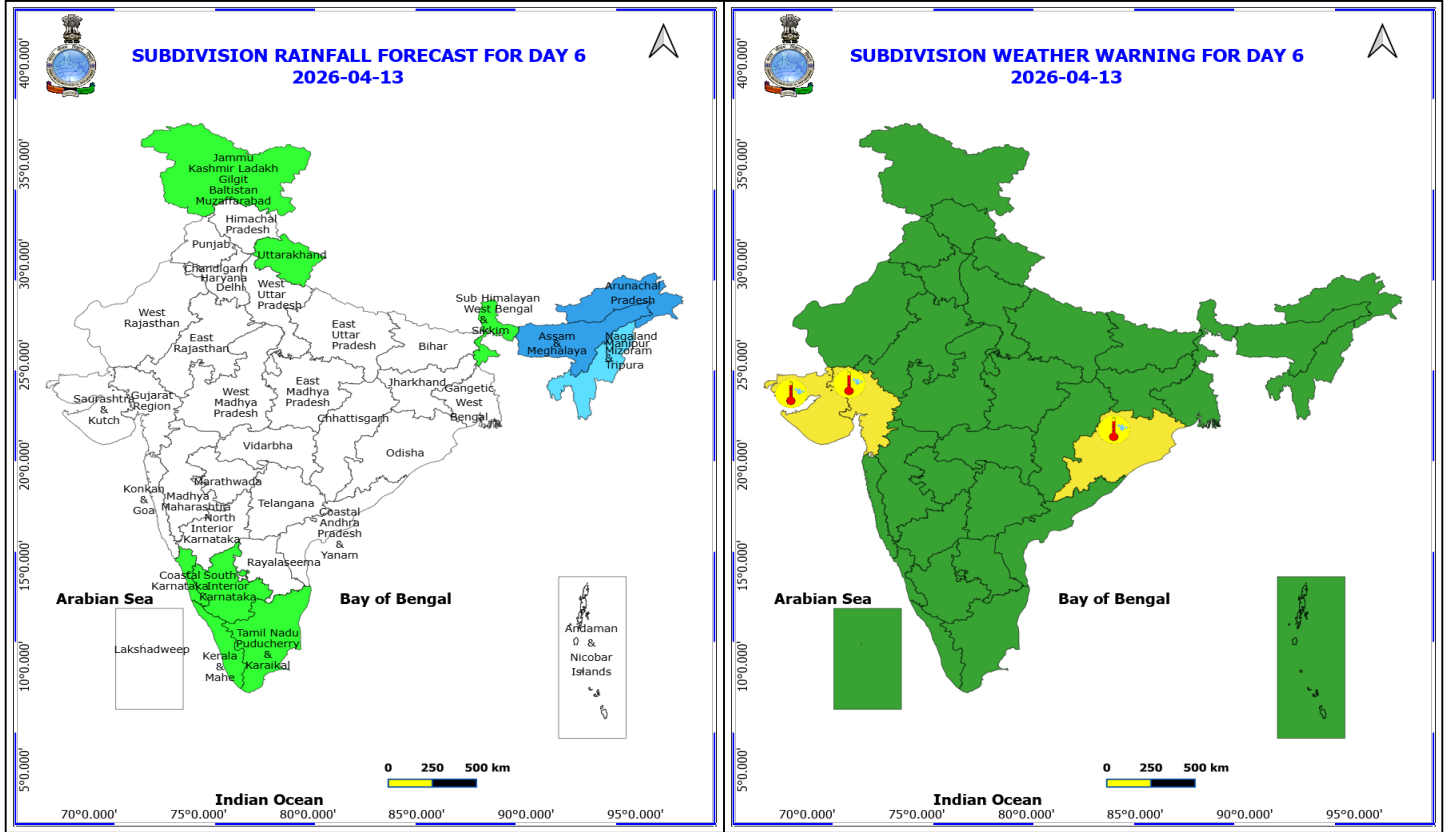 SUBDIVISION RAINFALL FORECAST FOR DAY 6
2026-04-13
40°0.000'
35°0.000'
30°0.000'
25°0.000'
20°0.000'
15°0.000'
10°0.000'
5°0.000'
Jammu
Kashmir Ladakh
Gilgit
Baltistan
Muzaffarabad
Himachal
Pradesh
Punjab
Uttarakhand
Chandigarh
Haryana
Delhi
West
Uttar
Pradesh
West
Rajasthan
East
Rajasthan
East
Uttar
Pradesh
Bihar
Sub Himalayan
West Bengal
&
Sikkim
Arunachal
Pradesh
Assam
&
Meghalaya
Nagaland
Manipur
Mizoram
&
Tripura
Saurashtra
&
Kutch
Gujarat
Region
West
Madhya
Pradesh
East
Madhya
Pradesh
Jharkhand
Gangetic
West
Bengal
Chhattisgarh
Vidarbha
Odisha
Konkan
&
Goa
Madhya
Maharashtra
Marathwada
Telangana
North
Interior
Karnataka
Coastal
Andhra
Pradesh
&
Yanam
Rayalaseema
Coastal
Karnataka
South
Interior
Karnataka
Tamil Nadu
Puducherry
&
Karaikal
Kerala
&
Mahe
Arabian Sea
Bay of Bengal
Lakshadweep
Andaman
&
Nicobar
Islands
0 250 500 km
Indian Ocean
70°0.000' 75°0.000' 80°0.000' 85°0.000' 90°0.000' 95°0.000'
SUBDIVISION WEATHER WARNING FOR DAY 6
2026-04-13
40°0.000'
35°0.000'
30°0.000'
25°0.000'
20°0.000'
15°0.000'
10°0.000'
5°0.000'
Arabian Sea
Bay of Bengal
0 250 500 km
Indian Ocean
70°0.000' 75°0.000' 80°0.000' 85°0.000' 90°0.000' 95°0.000'